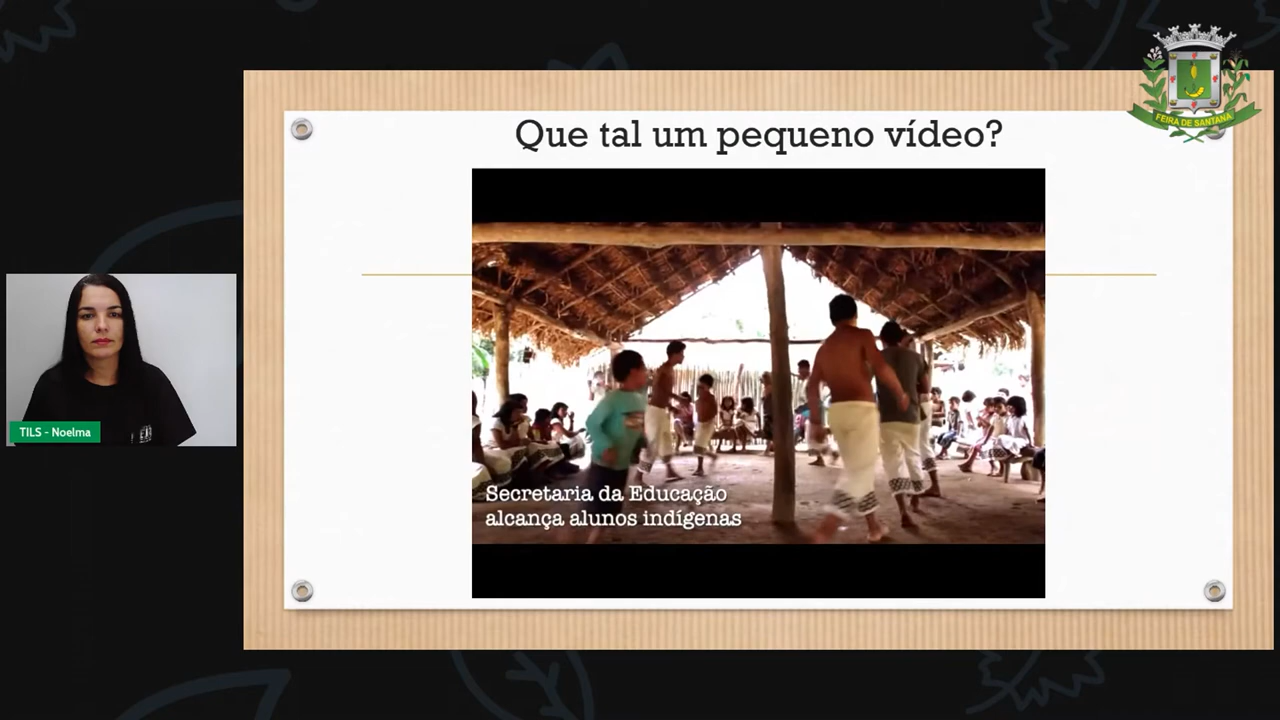 FEIRA DE SANTANA
Que tal um pequeno vídeo?
TILS - Noelma
Secretaria da Educação
alcança alunos indígenas